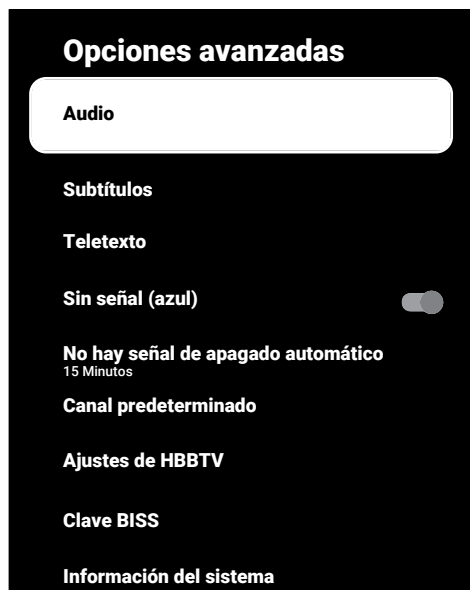 Opciones avanzadas
Audio
Subtítulos
Teletexto
Sin señal (azul)
No hay señal de apagado automático
15 Minutos
Canal predeterminado
Ajustes de HBBTV
Clave BISS
Información del sistema